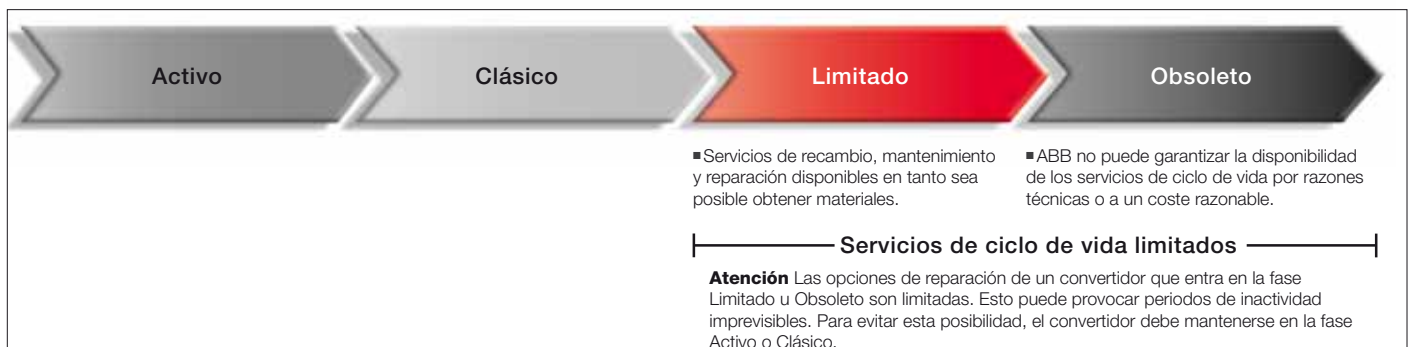 Activo
Clásico
Limitado
Obsoleto
■ Servicios de recambio, mantenimiento
y reparación disponibles en tanto sea
posible obtener materiales.
■ ABB no puede garantizar la disponibilidad
de los servicios de ciclo de vida por razones
técnicas o a un coste razonable.
Servicios de ciclo de vida limitados
Atención Las opciones de reparación de un convertidor que entra en la fase
Limitado u Obsoleto son limitadas. Esto puede provocar periodos de inactividad
imprevisibles. Para evitar esta posibilidad, el convertidor debe mantenerse en la fase
Activo o Clásico.